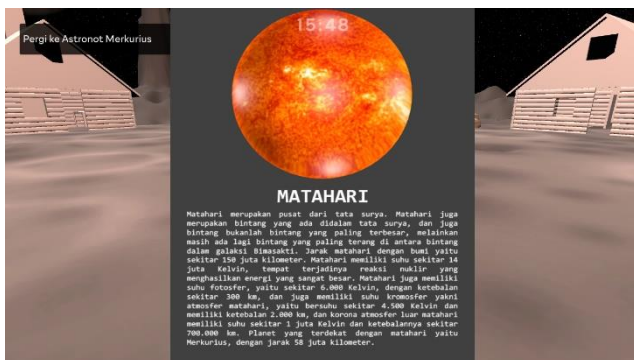 15:48
Pergi ke Astronot Merkurius
MATAHARI
Matahari merupakan pusat dari tata surya. Matahari juga
merupakan bintang yang ada didalam tata surya, dan juga
bintang bukanlah bintang yang paling terbesar, melainkan
masih ada lagi bintang yang paling terang di antara bintang
dalam galaksi Bimasakti. Jarak matahari dengan bumi yaitu
sekitar 150 juta kilometer. Matahari memiliki suhu sekitar 14
juta Kelvin, tempat terjadinya reaksi nuklir yang
menghasilkan energi yang sangat besar. Matahari juga memiliki
suhu fotosfer, yaitu sekitar 6.000 Kelvin, dengan ketebalan
sekitar 300 km, dan juga memiliki suhu kromosfer yakni
atmosfer matahari, yaitu bersuhu sekitar 4.500 Kelvin dan
memiliki ketebalan 2.000 km, dan korona atmosfer luar matahari
memiliki suhu sekitar 1 juta Kelvin dan ketebalannya sekitar
700.000 km. Planet yang terdekat dengan matahari yaitu
Merkurius, dengan jarak 58 juta kilometer.